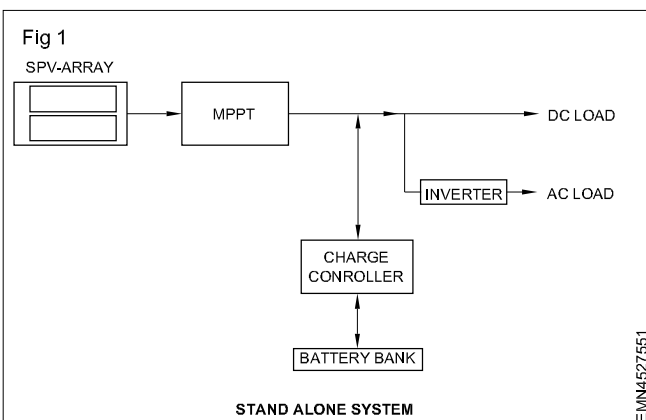 Fig 1
SPV-ARRAY
MPPT
DC LOAD
INVERTER
AC LOAD
CHARGE
CONROLLER
BATTERY BANK
STAND ALONE SYSTEM
EMN4527551